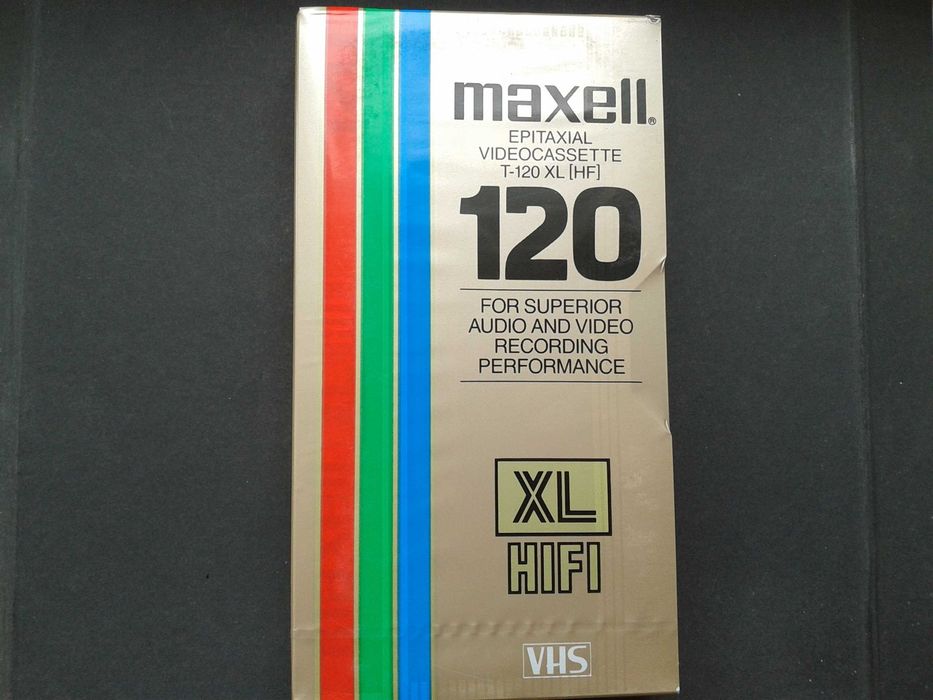 maxell®
EPITAXIAL
VIDEOCASSETTE
T-120 XL [HF]
120
FOR SUPERIOR
AUDIO AND VIDEO
RECORDING
PERFORMANCE
XL
HIFI
VHS